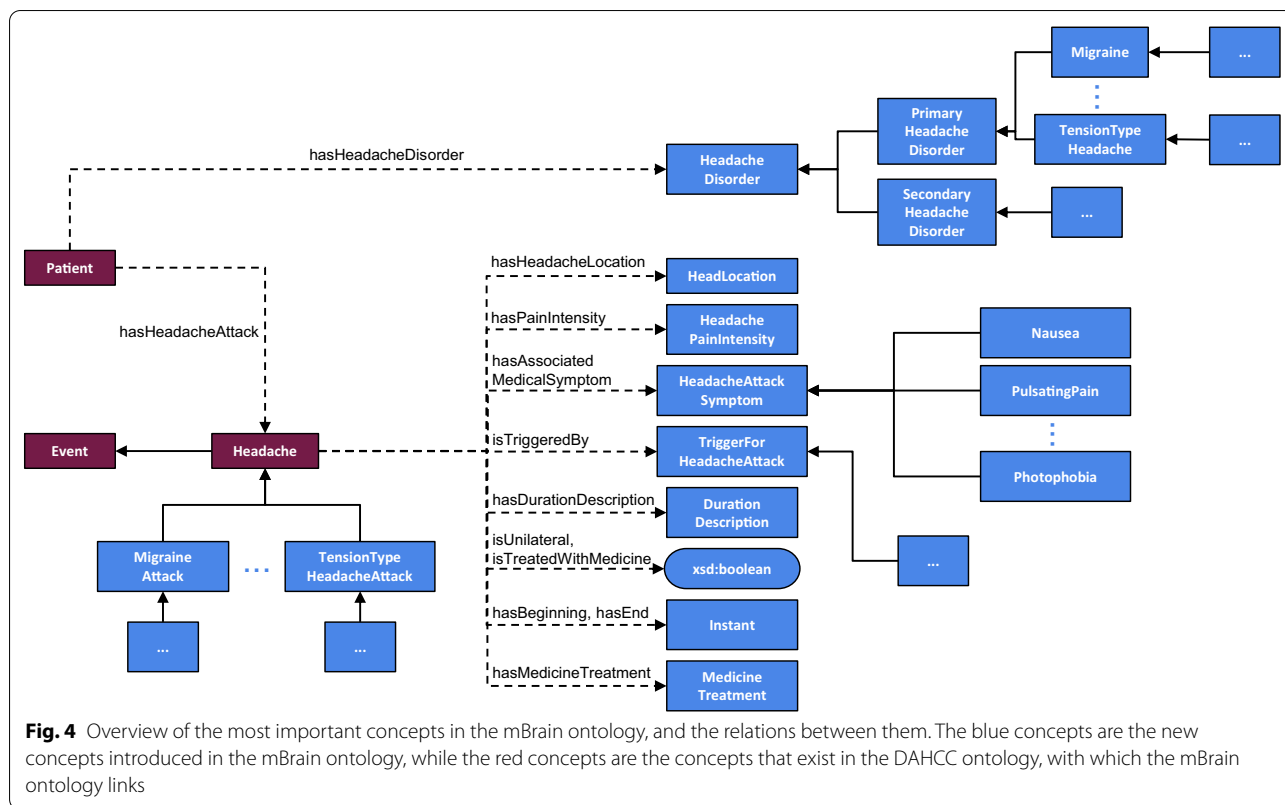 Migraine
...
Primary
Headache
Disorder
TensionType
Headache
...
hasHeadacheDisorder
Headache
Disorder
Secondary
Headache
Disorder
...
Patient
hasHeadacheAttack
hasHeadacheLocation
HeadLocation
hasPainIntensity
Headache
PainIntensity
Nausea
hasAssociated
MedicalSymptom
HeadacheAttack
Symptom
PulsatingPain
Event
Headache
isTriggeredBy
TriggerFor
HeadacheAttack
Photophobia
hasDurationDescription
Duration
Description
Migraine
Attack
...
TensionType
HeadacheAttack
isUnilateral,
isTreatedWithMedicine
xsd:boolean
...
...
...
hasBeginning, hasEnd
Instant
hasMedicineTreatment
Medicine
Treatment
Fig. 4 Overview of the most important concepts in the mBrain ontology, and the relations between them. The blue concepts are the new
concepts introduced in the mBrain ontology, while the red concepts are the concepts that exist in the DAHCC ontology, with which the mBrain
ontology links